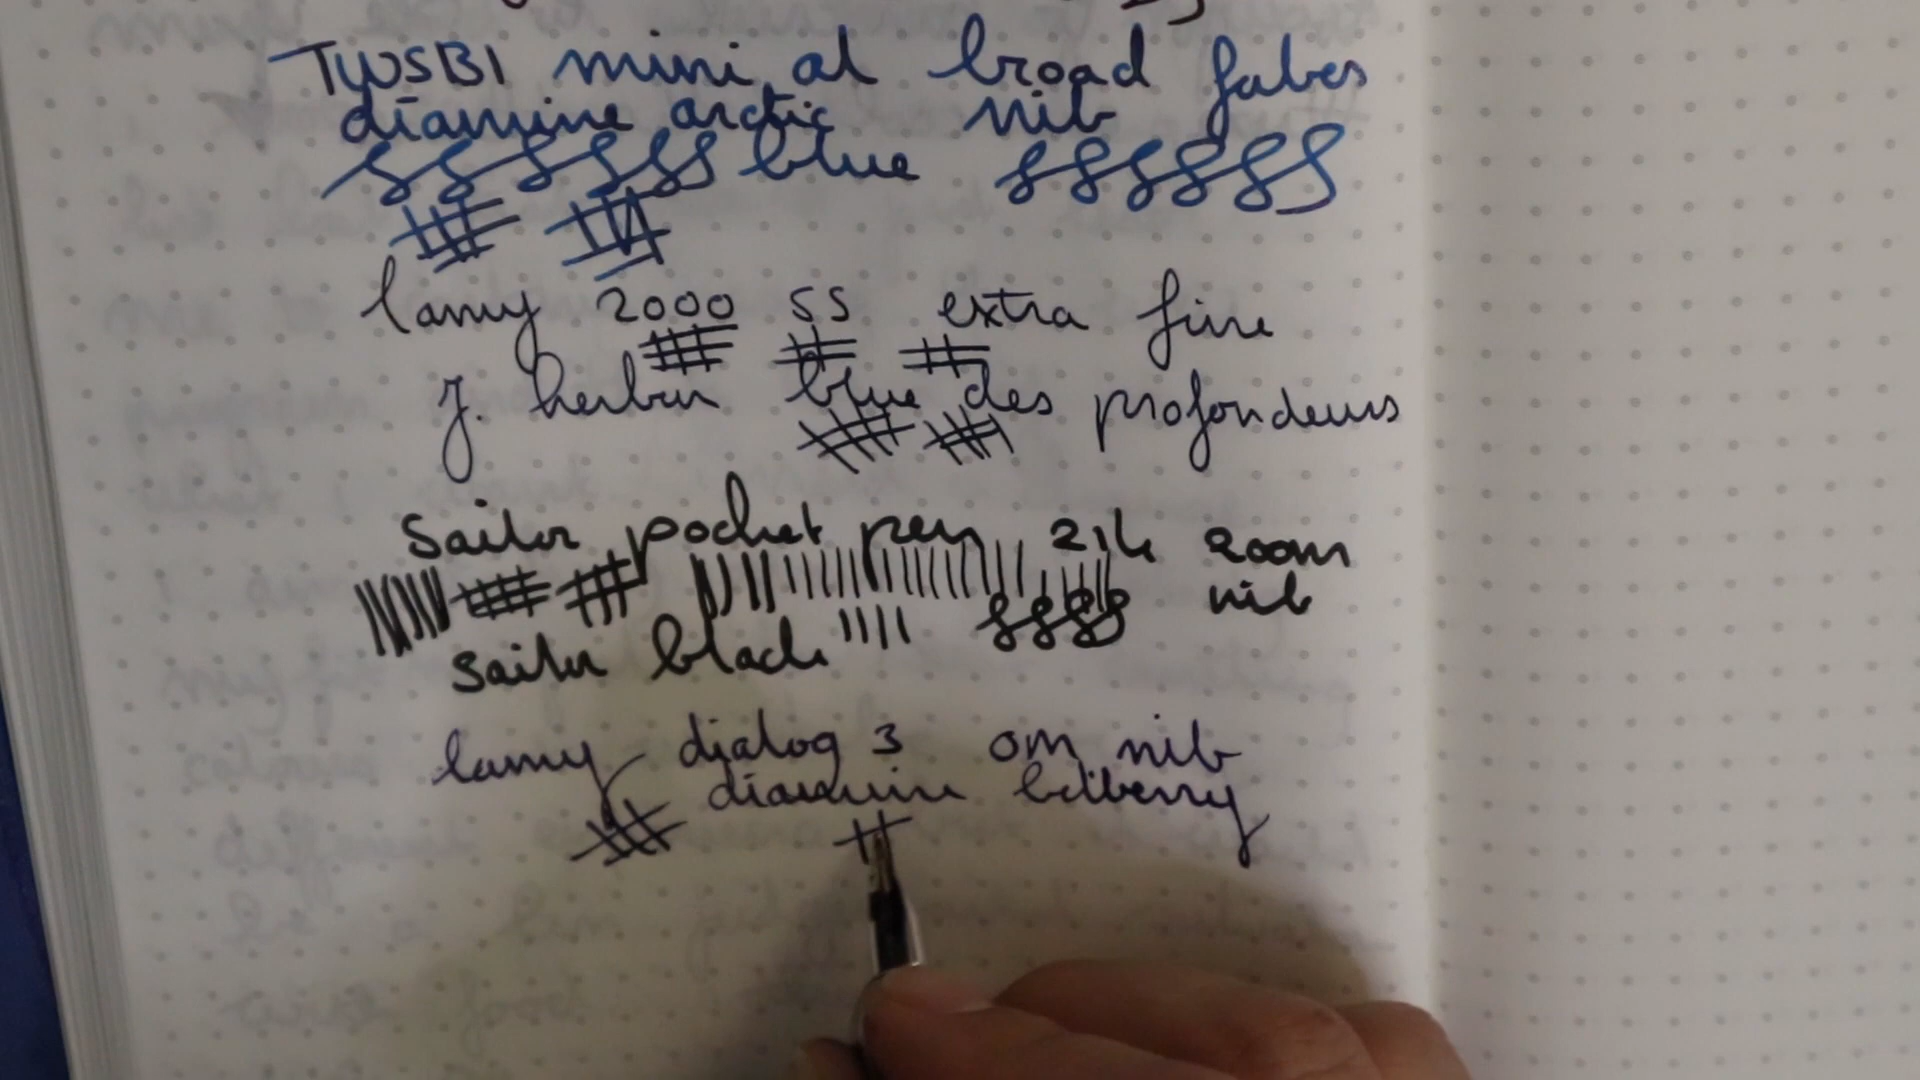 TWSBI mini al broad fabes
diamine arctic nib
blue
lamy 2000 SS extra fine
J. herbin blue des profondeurs
Sailor pocket pen 21k zoom
nib
Sailor black
lamy dialog 3 om nib
diamine bilberry